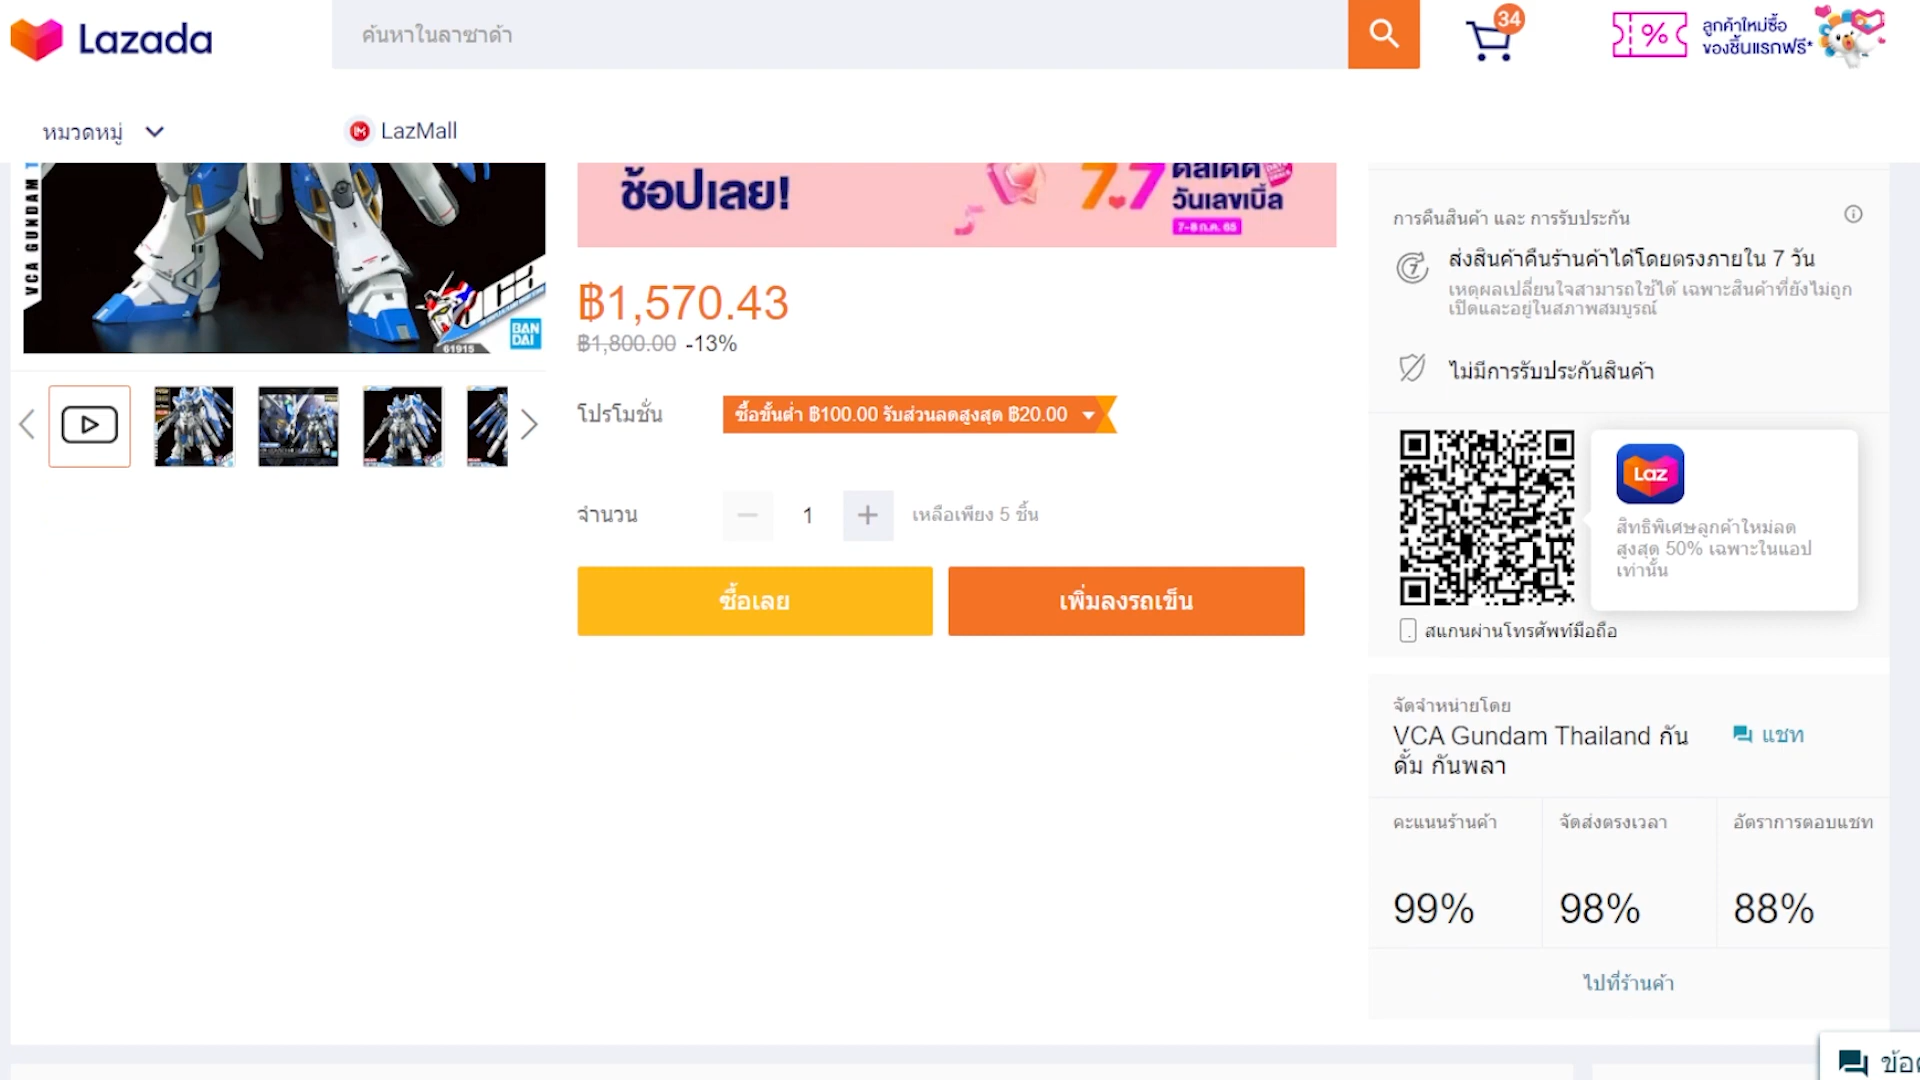 Lazada
ค้นหาในลาซาด้า
34
%
ลูกค้าใหม่ซื้อ
ของชิ้นแรกฟรี*
หมวดหมู่
LazMall
VCA GUNDAM
61915
BAN
DAI
ช้อปเลย!
7.7
วันเลขเบิ้ล
7-8 ก.ค. 65
฿1,570.43
฿1,800.00 -13%
โปรโมชั่น
ซื้อขั้นต่ำ ฿100.00 รับส่วนลดสูงสุด ฿20.00
จำนวน
1
เหลือเพียง 5 ชิ้น
ซื้อเลย
เพิ่มลงรถเข็น
การคืนสินค้า และ การรับประกัน
7
ส่งสินค้าคืนร้านค้าได้โดยตรงภายใน 7 วัน
เหตุผลเปลี่ยนใจสามารถใช้ได้ เฉพาะสินค้าที่ยังไม่ถูก
เปิดและอยู่ในสภาพสมบูรณ์
ไม่มีการรับประกันสินค้า
Laz
สิทธิพิเศษลูกค้าใหม่ลด
สูงสุด 50% เฉพาะในแอป
เท่านั้น
สแกนผ่านโทรศัพท์มือถือ
จัดจำหน่ายโดย
VCA Gundam Thailand กัน
ดั้ม กันพลา
แชท
คะแนนร้านค้า
จัดส่งตรงเวลา
อัตราการตอบแชท
99%
98%
88%
ไปที่ร้านค้า